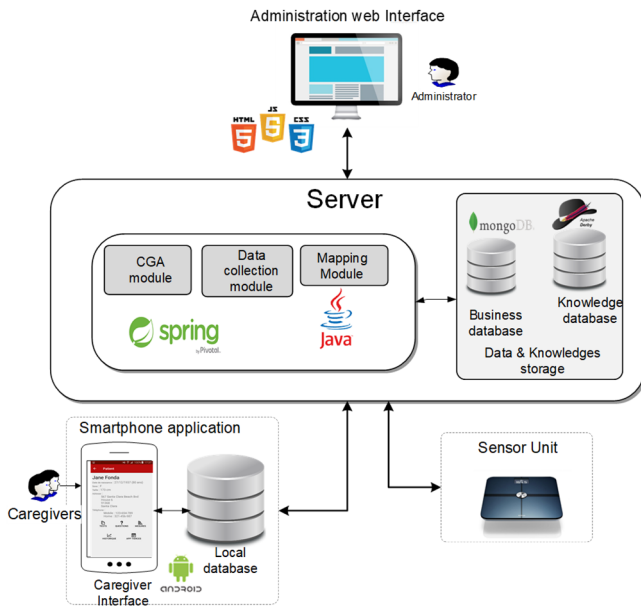 Administration web Interface
Administrator
HTML
JS
CSS
5
5
3
Server
CGA
module
Data
collection
module
Mapping
Module
spring
by Pivotal.
Java
mongoDB.
Apache
Derby
Business
database
Knowledge
database
Data & Knowledges
storage
Smartphone application
Caregivers
Jane Fonda
Caregiver
Interface
Local
database
ANDROID
Sensor Unit